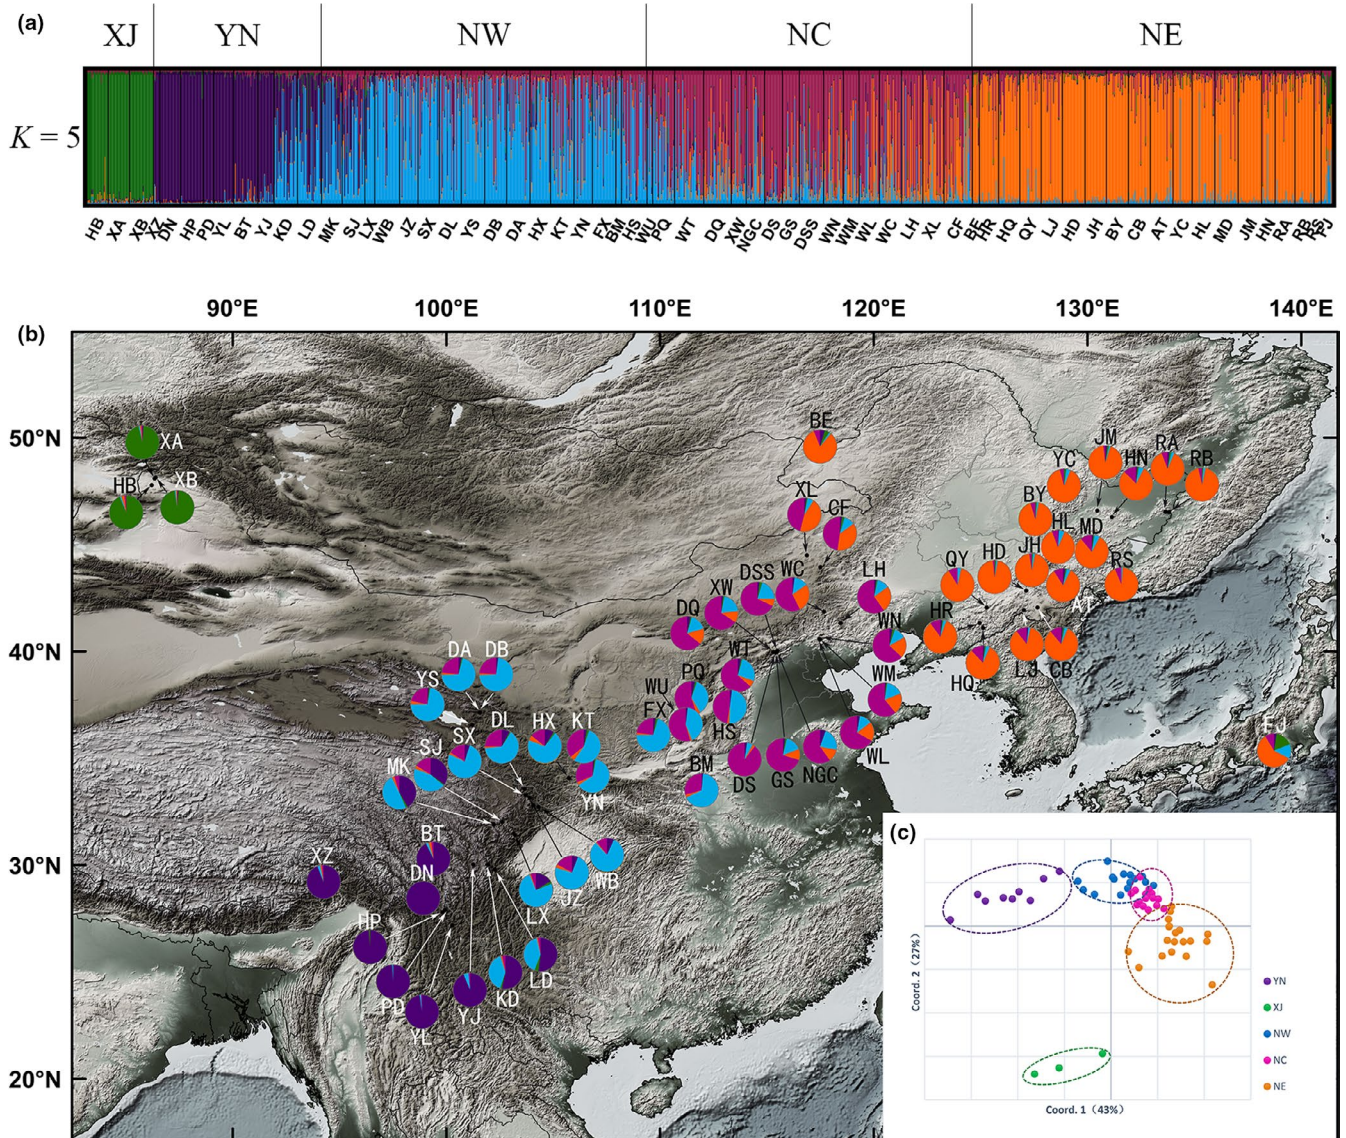 (a)
XJ YN NW NC NE
K = 5
HB XA XB XZ DN HP PD YL BT YJ KD LD MK SJ LX WB JZ SX DL YS DB DA HX KT YN FX BM HS WU PQ WT DQ XW NGC DS GS DSS WN WM WL WC LH XL CF BE HR HQ QY LJ HD JH BY CB AT YC HL MD JM HN RA RB RS FJ
90°E 100°E 110°E 120°E 130°E 140°E
(b)
50°N
40°N
30°N
20°N
BE
XA
JM RA
HB XB
YC HN RB
XL
CF
BY
HL MD
DSS WC LH
QY HD JH
XW
RS
DQ
HR
AT
WN
DA DB
WT
YS
PQ
WU
WM
HQ LJ CB
FX
DL HX KT
HS
FJ
SX
SJ
WL
MK
BM
DS GS NGC
YN
BT
XZ
DN
WB
JZ
LX
HP
LD
KD
PD
YJ
YL
(c)
Coord. 2 (27%)
Coord. 1 (43%)
YN
XJ
NW
NC
NE